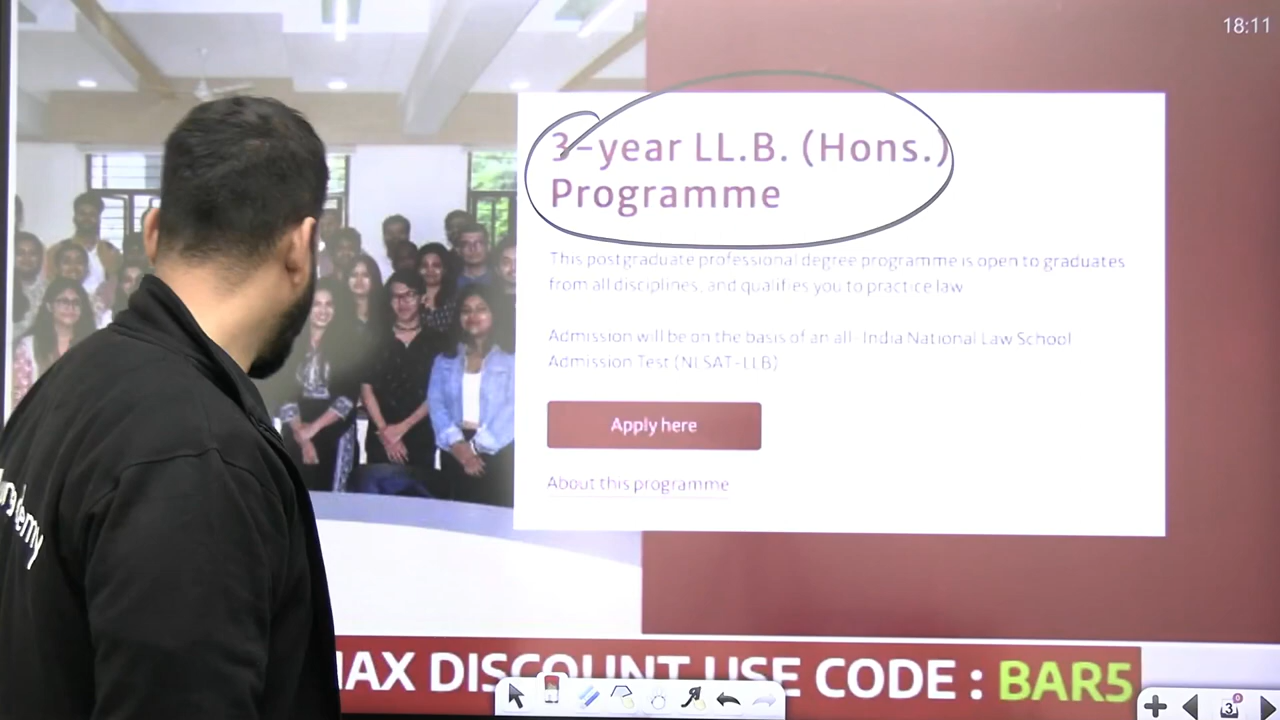 18:11
3-year LL.B. (Hons.)
Programme
This postgraduate professional degree programme is open to graduates
from all disciplines, and qualifies you to practice law
Admission will be on the basis of an all-India National Law School
Admission Test (NLSAT-LLB)
Apply here
About this programme
DISCOUNT USE CODE : BAR5
3